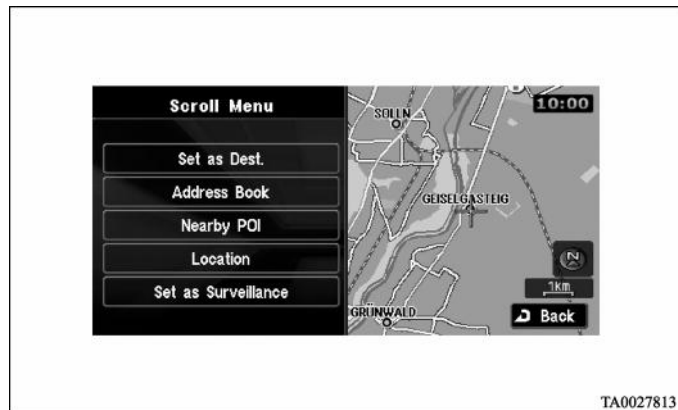 Scroll Menu
Set as Dest.
Address Book
Nearby POI
Location
Set as Surveillance
10:00
SOLLN
GEISELGASTEIG
1km
GRÜNWALD
Back
TA0027813